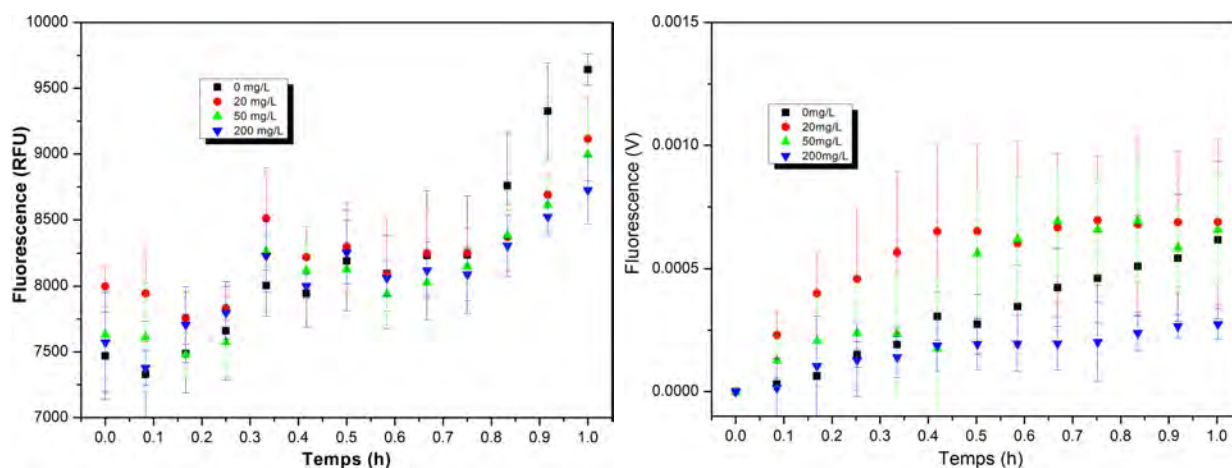 10000
9500
9000
8500
8000
7500
7000
Fluorescence (RFU)
0 mg/L
20 mg/L
50 mg/L
200 mg/L
0.0 0.1 0.2 0.3 0.4 0.5 0.6 0.7 0.8 0.9 1.0
Temps (h)
0.0015
0.0010
0.0005
0.0000
Fluorescence (V)
0mg/L
20mg/L
50mg/L
200mg/L
0.0 0.1 0.2 0.3 0.4 0.5 0.6 0.7 0.8 0.9 1.0
Temps (h)